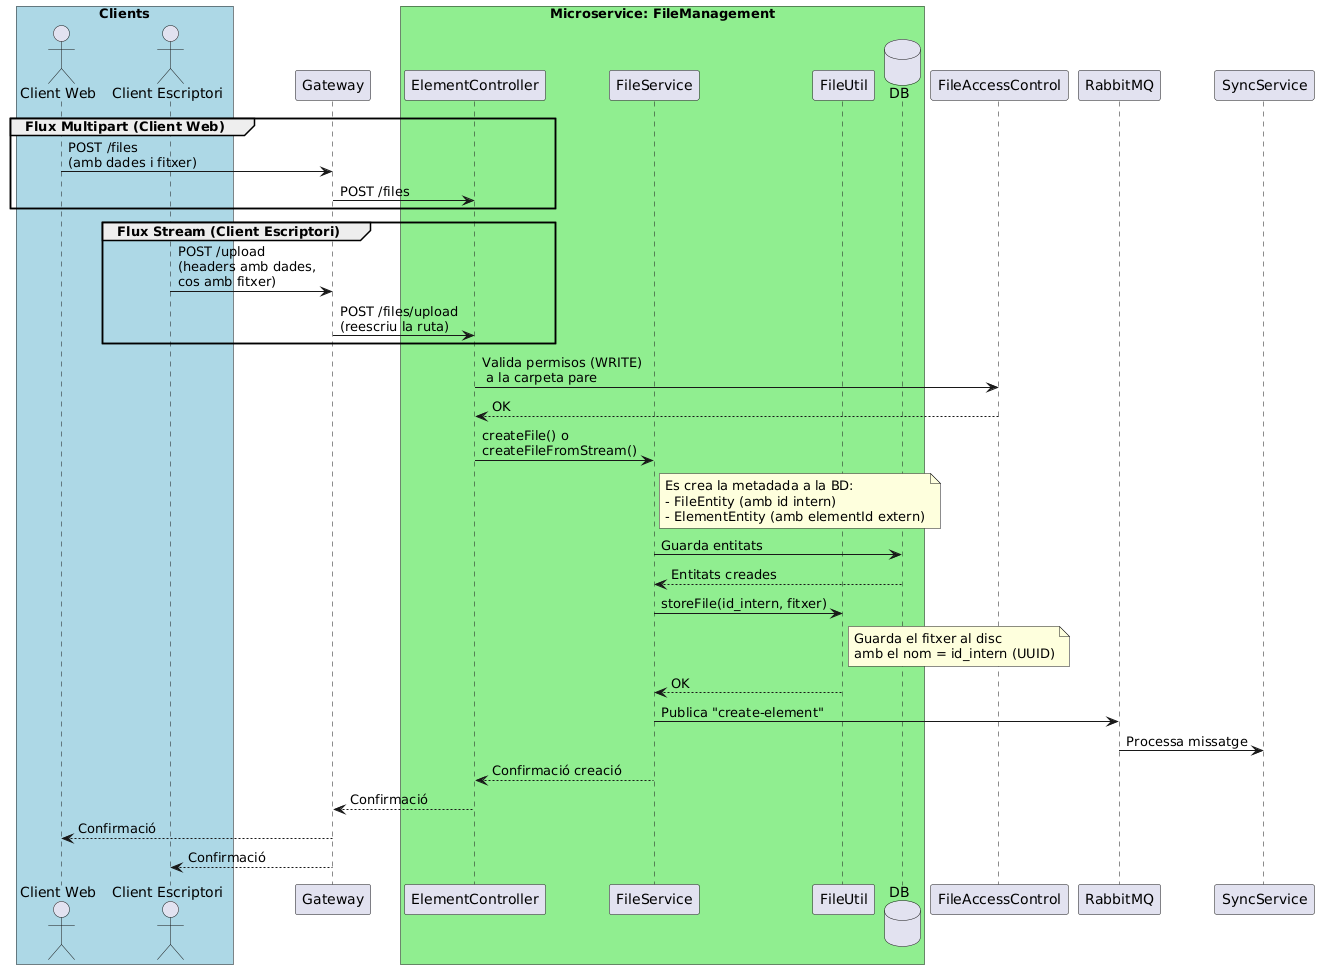 Clients
Microservice: FileManagement
Client Web
Client Escriptori
Gateway
ElementController
FileService
FileUtil
DB
FileAccessControl
RabbitMQ
SyncService
Flux Multipart (Client Web)
POST /files
(amb dades i fitxer)
POST /files
Flux Stream (Client Escriptori)
POST /upload
(headers amb dades,
cos amb fitxer)
POST /files/upload
(reescriu la ruta)
Valida permisos (WRITE)
a la carpeta pare
OK
createFile() o
createFileFromStream()
Es crea la metadada a la BD:
- FileEntity (amb id intern)
- ElementEntity (amb elementId extern)
Guarda entitats
Entitats creades
storeFile(id_intern, fitxer)
Guarda el fitxer al disc
amb el nom = id_intern (UUID)
OK
Publica "create-element"
Processa missatge
Confirmació creació
Confirmació
Confirmació
Confirmació
Client Web
Client Escriptori
Gateway
ElementController
FileService
FileUtil
DB
FileAccessControl
RabbitMQ
SyncService